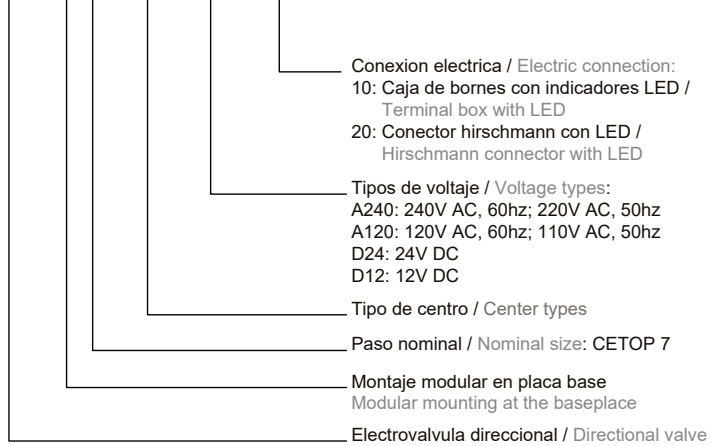 Conexion electrica / Electric connection:
10: Caja de bornes con indicadores LED /
Terminal box with LED
20: Conector hirschmann con LED /
Hirschmann connector with LED
Tipos de voltaje / Voltage types:
A240: 240V AC, 60hz; 220V AC, 50hz
A120: 120V AC, 60hz; 110V AC, 50hz
D24: 24V DC
D12: 12V DC
Tipo de centro / Center types
Paso nominal / Nominal size: CETOP 7
Montaje modular en placa base
Modular mounting at the baseplace
Electrovalvula direccional / Directional valve